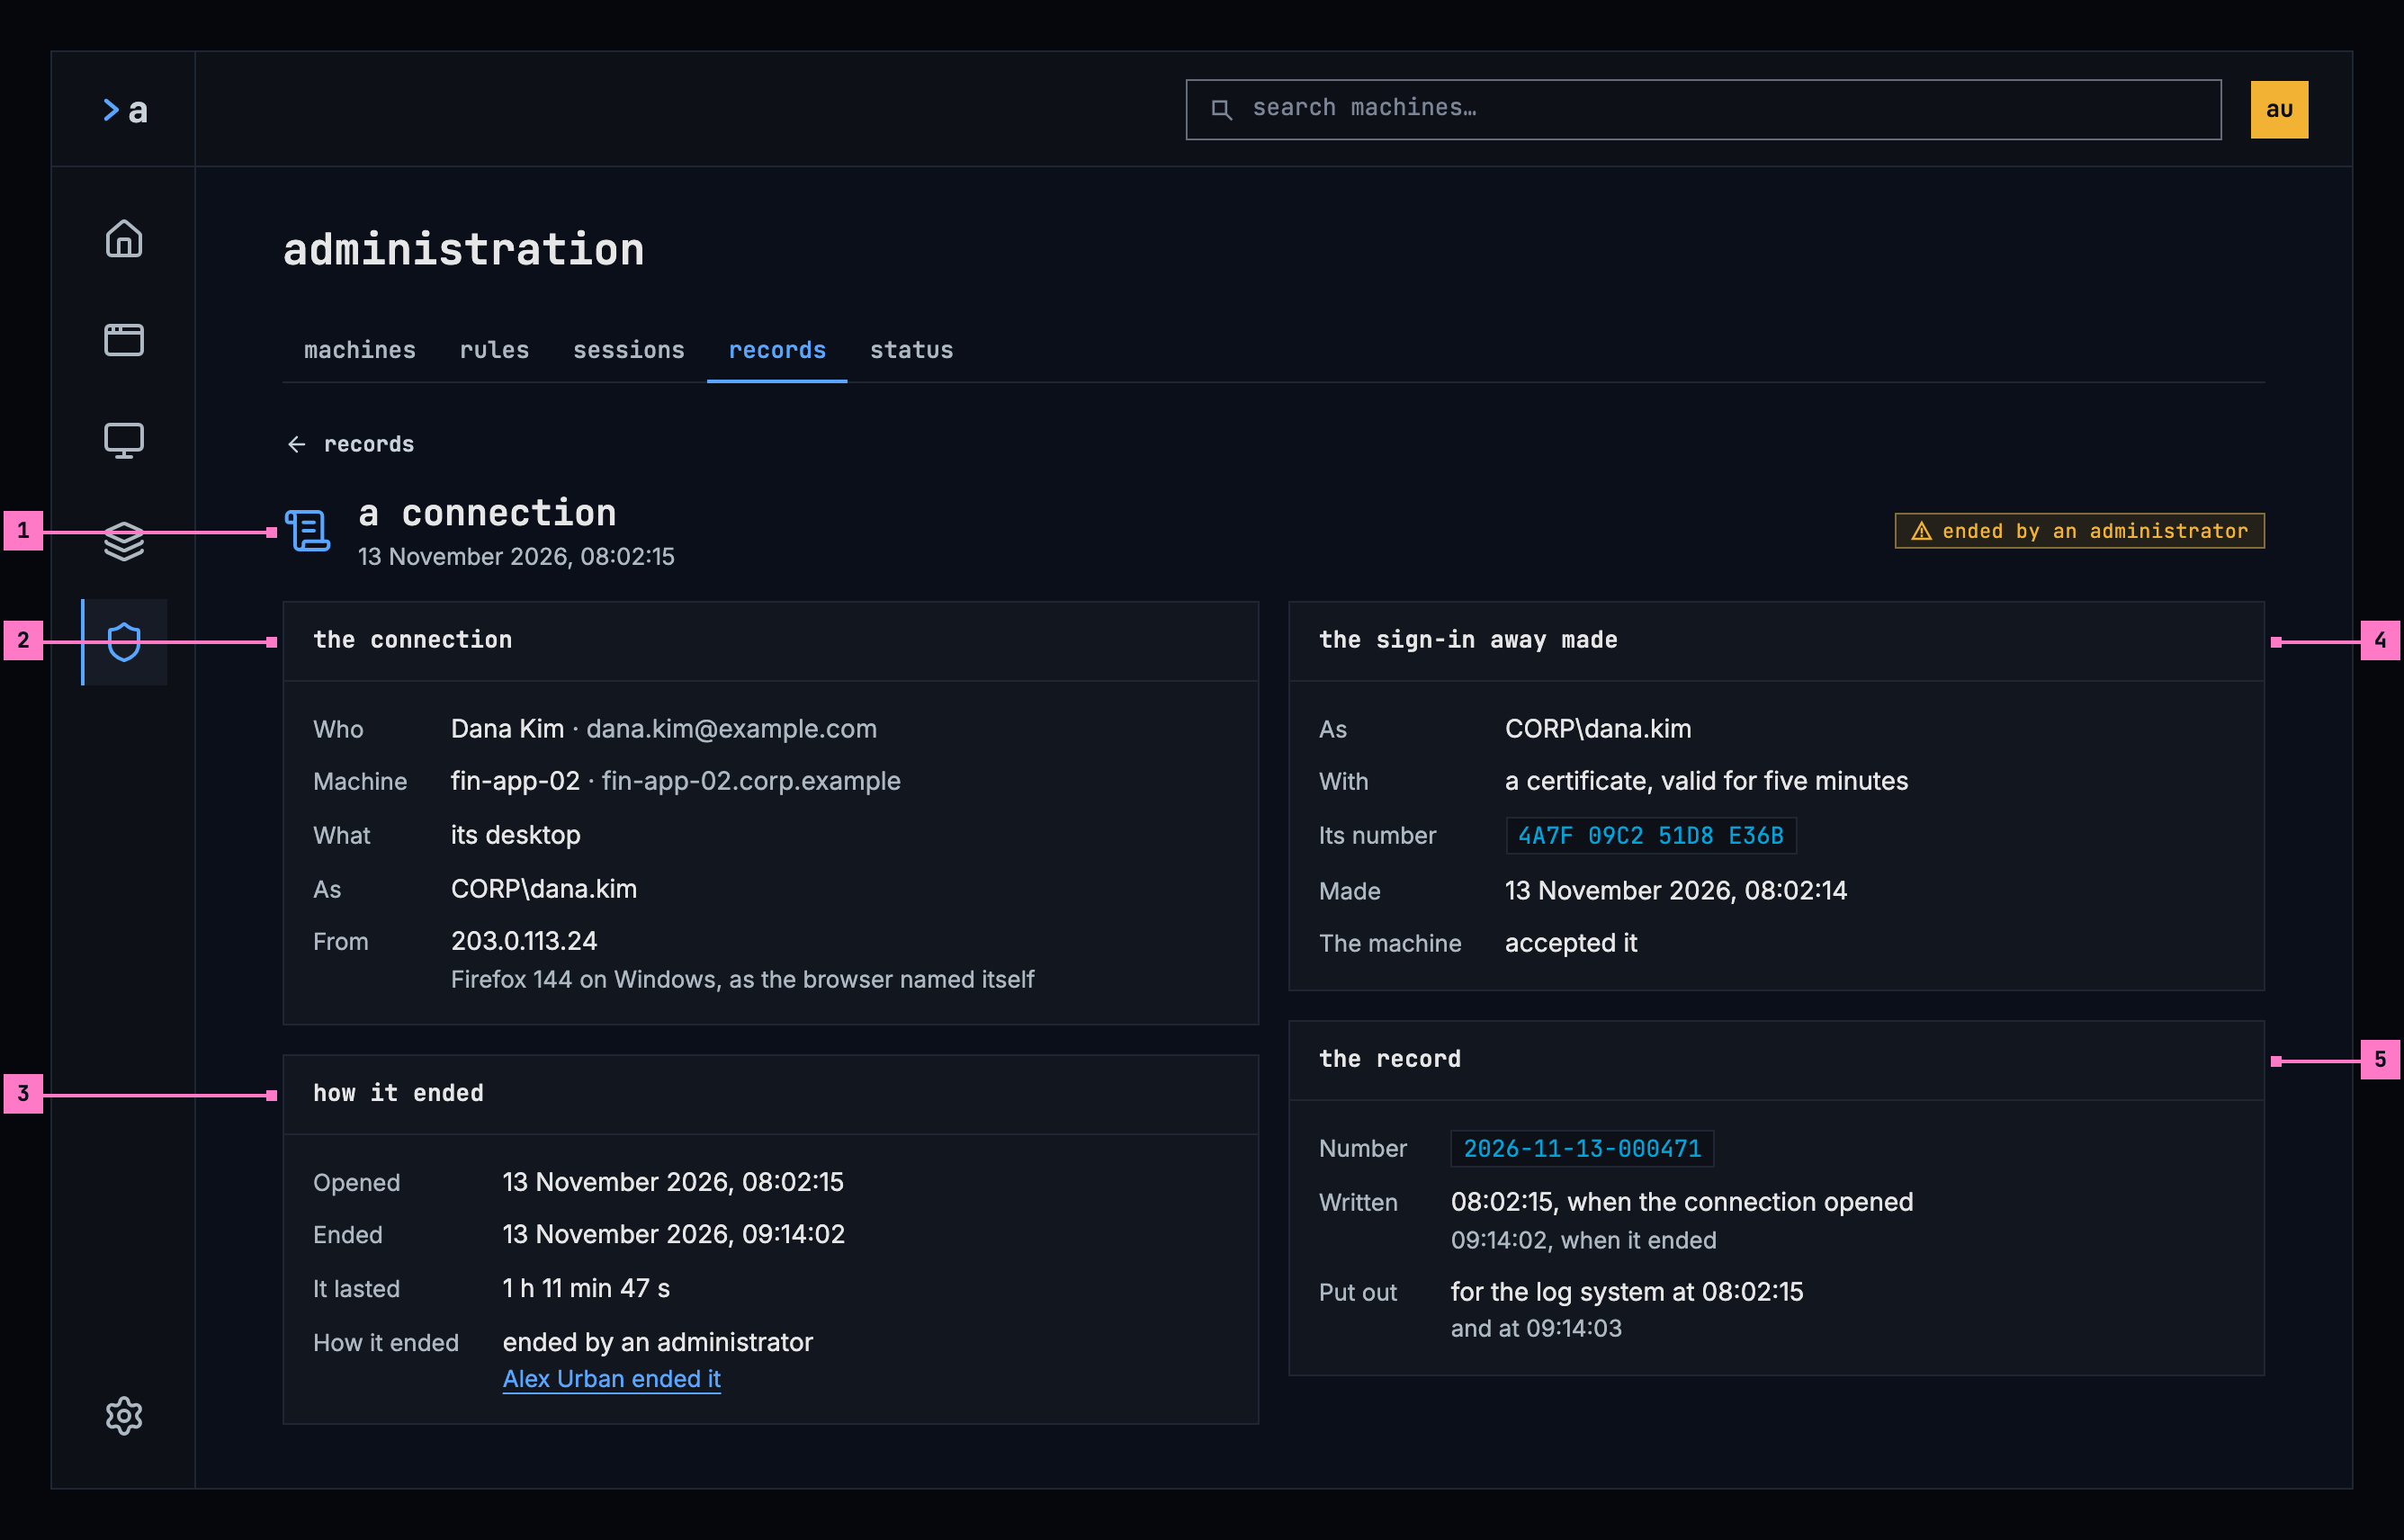 > a
search machines…
au
administration
machines rules sessions records status
← records
1
a connection
13 November 2026, 08:02:15
ended by an administrator
2
the connection
Who Dana Kim · dana.kim@example.com
Machine fin-app-02 · fin-app-02.corp.example
What its desktop
As CORP\dana.kim
From 203.0.113.24
Firefox 144 on Windows, as the browser named itself
3
how it ended
Opened 13 November 2026, 08:02:15
Ended 13 November 2026, 09:14:02
It lasted 1 h 11 min 47 s
How it ended ended by an administrator
Alex Urban ended it
the sign-in away made
4
As CORP\dana.kim
With a certificate, valid for five minutes
Its number 4A7F 09C2 51D8 E36B
Made 13 November 2026, 08:02:14
The machine accepted it
the record
5
Number 2026-11-13-000471
Written 08:02:15, when the connection opened
09:14:02, when it ended
Put out for the log system at 08:02:15
and at 09:14:03